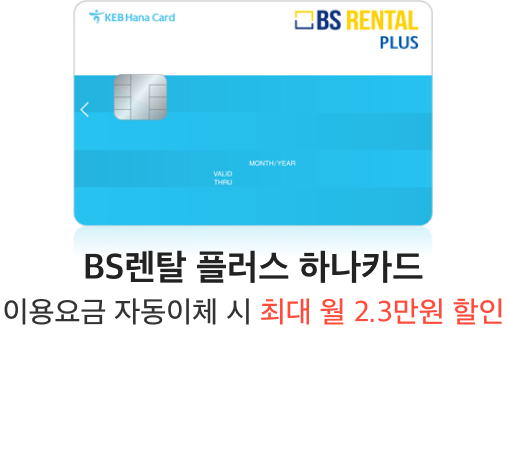 KEB Hana Card
BS RENTAL
PLUS
MONTH/YEAR
VALID
THRU
BS렌탈 플러스 하나카드
이용요금 자동이체 시 최대 월 2.3만원 할인